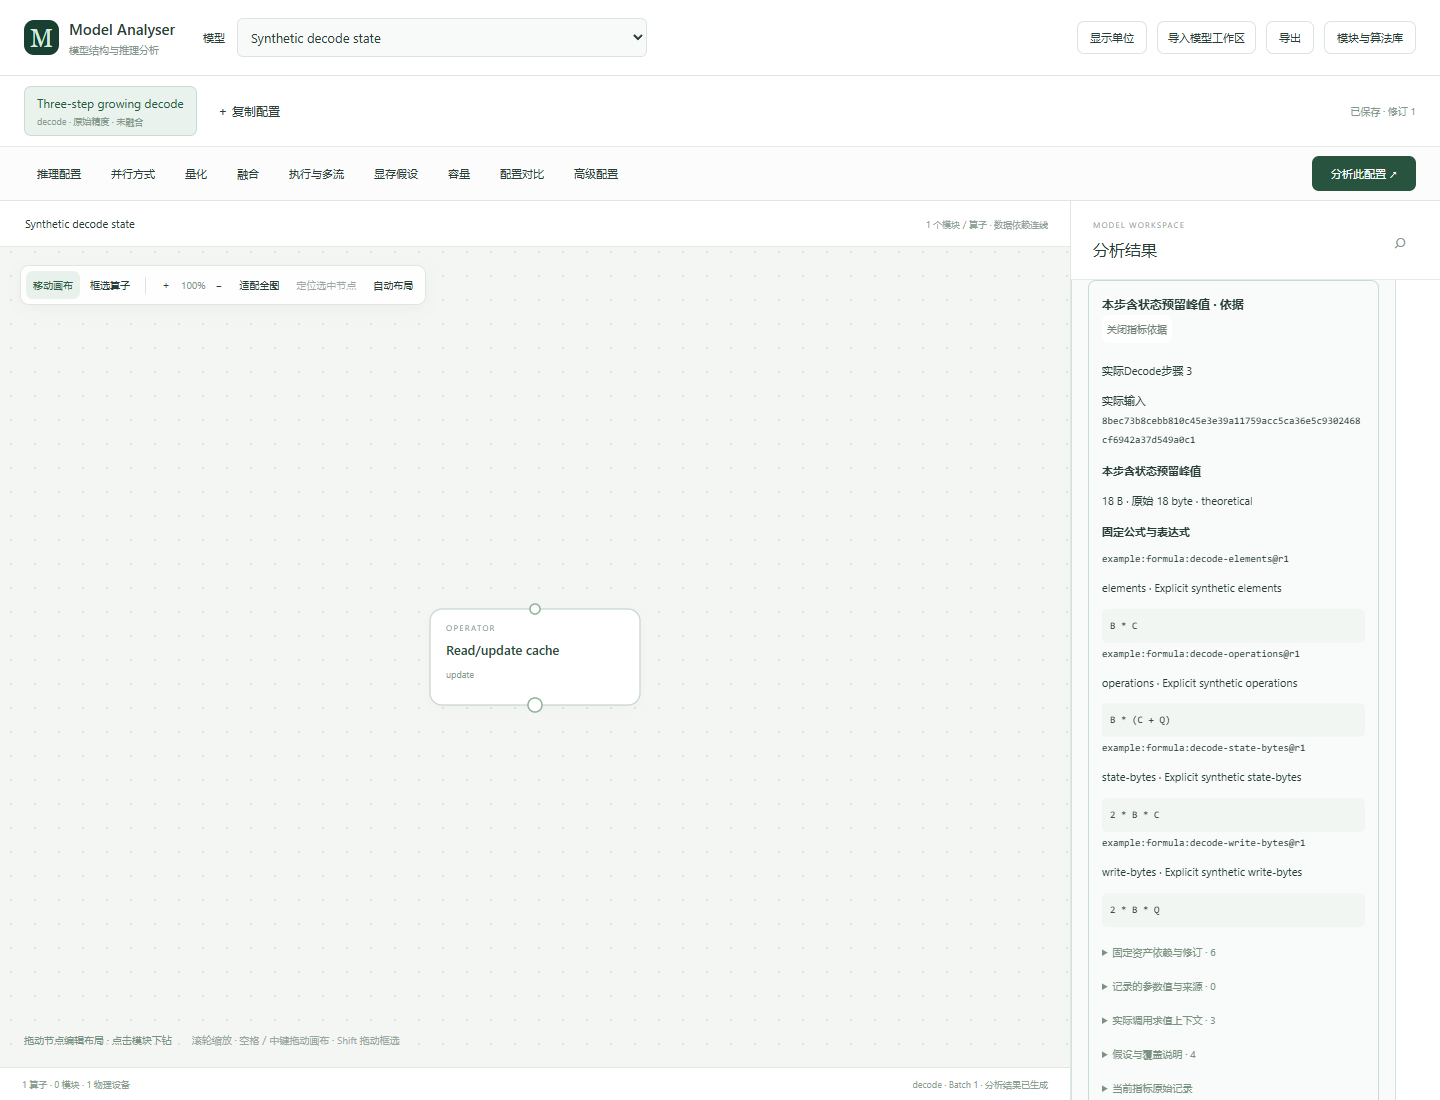 M
Model Analyser
模型结构与推理分析
模型
Synthetic decode state
显示单位
导入模型工作区
导出
模块与算法库
Three-step growing decode
decode · 原始精度 · 未融合
+ 复制配置
已保存 · 修订 1
推理配置
并行方式
量化
融合
执行与多流
显存假设
容量
配置对比
高级配置
分析此配置 ↗
Synthetic decode state
1 个模块 / 算子 · 数据依赖连线
移动画布
框选算子
+
100%
−
适配全图
定位选中节点
自动布局
OPERATOR
Read/update cache
update
拖动节点编辑布局 · 点击模块下钻
滚轮缩放 · 空格 / 中键拖动画布 · Shift 拖动框选
1 算子 · 0 模块 · 1 物理设备
decode · Batch 1 · 分析结果已生成
MODEL WORKSPACE
分析结果
本步含状态预留峰值 · 依据
关闭指标依据
实际Decode步骤 3
实际输入
8bec73b8cebb810c45e3e39a11759acc5ca36e5c9302468
cf6942a37d549a0c1
本步含状态预留峰值
18 B · 原始 18 byte · theoretical
固定公式与表达式
example:formula:decode-elements@r1
elements · Explicit synthetic elements
B * C
example:formula:decode-operations@r1
operations · Explicit synthetic operations
B * (C + Q)
example:formula:decode-state-bytes@r1
state-bytes · Explicit synthetic state-bytes
2 * B * C
example:formula:decode-write-bytes@r1
write-bytes · Explicit synthetic write-bytes
2 * B * Q
▶ 固定资产依赖与修订 · 6
▶ 记录的参数值与来源 · 0
▶ 实际调用求值上下文 · 3
▶ 假设与覆盖说明 · 4
▶ 当前指标原始记录